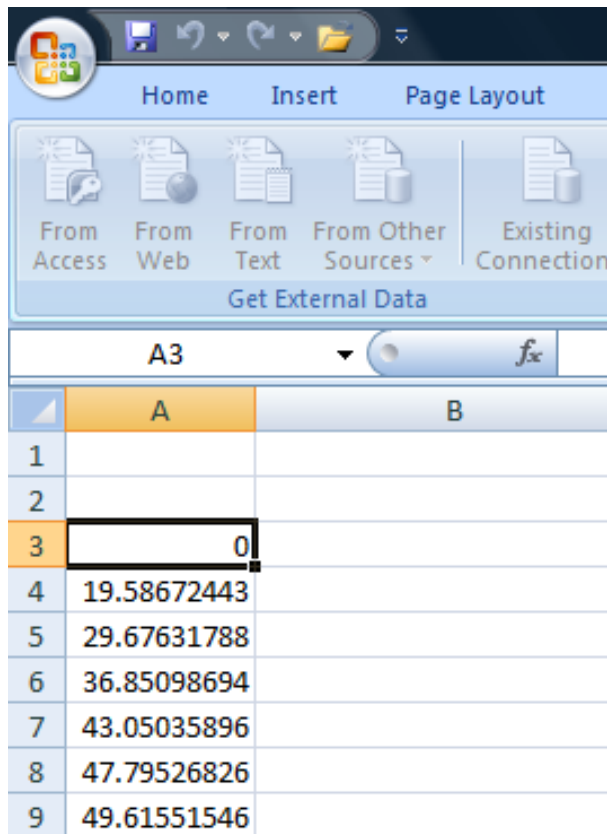 Home Insert Page Layout
From Access From Web From Text From Other Sources Existing Connection
Get External Data
A3 fx
A B
1
2
3 0
4 19.58672443
5 29.67631788
6 36.85098694
7 43.05035896
8 47.79526826
9 49.61551546